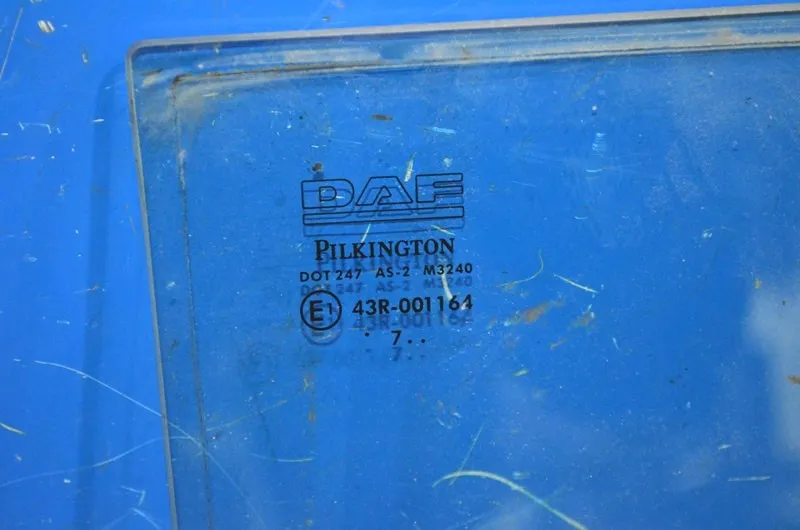 DAF
PILKINGTON
DOT 247 AS-2 M3240
E1 43R-001164
. 7 . .